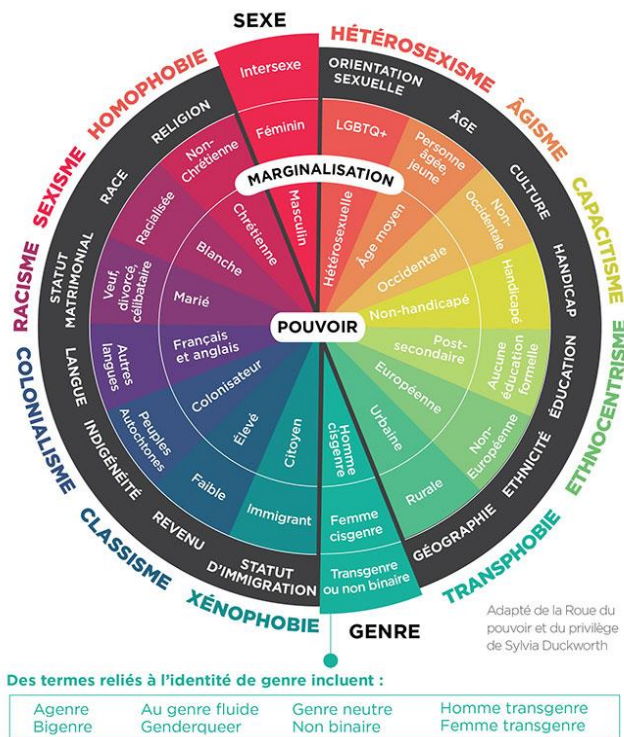 SEXE
HÉTÉROSEXISME
ÂGISME
CAPACITISME
ETHNOCENTRISME
TRANSPHOBIE
GENRE
XÉNOPHOBIE
CLASSISME
COLONIALISME
RACISME
SEXISME
HOMOPHOBIE
ORIENTATION
SEXUELLE
ÂGE
CULTURE
HANDICAP
ÉDUCATION
ETHNICITÉ
GÉOGRAPHIE
STATUT
D'IMMIGRATION
REVENU
INDIGÉNÉITÉ
LANGUE
STATUT
MATRIMONIAL
RACE
RELIGION
Intersexe
Féminin
LGBTQ+
Personne
âgée,
jeune
Non-
Occidentale
Handicapé
Aucune
éducation
formelle
Non-
Européenne
Rurale
Femme
cisgenre
Transgenre
ou non binaire
Immigrant
Faible
Peuples
Autochtones
Autres
langues
Veuf,
divorcé,
célibataire
Racialisée
Non-
Chrétienne
MARGINALISATION
Masculin
Hétérosexuelle
Âge moyen
Occidentale
Non-handicapé
Post-
secondaire
Européenne
Urbaine
Homme
cisgenre
Citoyen
Élevé
Colonisateur
Français
et anglais
Marié
Blanche
Chrétienne
POUVOIR
Adapté de la Roue du
pouvoir et du privilège
de Sylvia Duckworth
Des termes reliés à l'identité de genre incluent :
Agenre Au genre fluide Genre neutre Homme transgenre
Bigenre Genderqueer Non binaire Femme transgenre